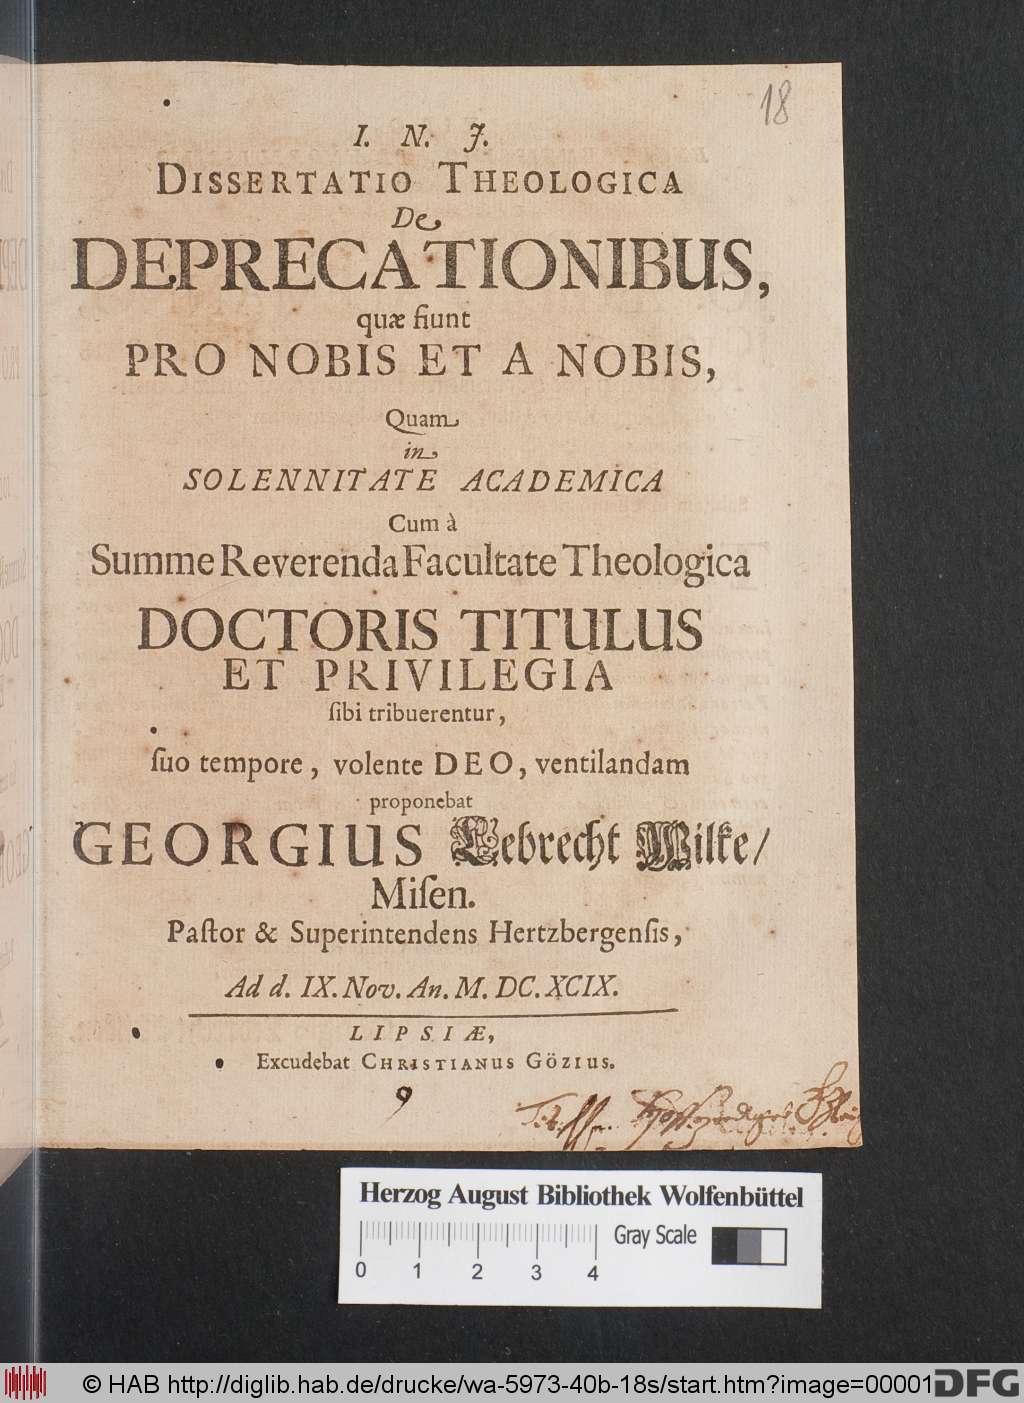 18
I. N. J.
DISSERTATIO THEOLOGICA
De
DEPRECATIONIBUS,
quæ fiunt
PRO NOBIS ET A NOBIS,
Quam
in
SOLENNITATE ACADEMICA
Cum à
Summe Reverenda Facultate Theologica
DOCTORIS TITULUS
ET PRIVILEGIA
ſibi tribuerentur,
ſuo tempore, volente DEO, ventilandam
proponebat
GEORGIUS Lebrecht Wilke/
Miſen.
Paſtor & Superintendens Hertzbergenſis,
Ad d. IX. Nov. An. M. DC. XCIX.
LIPSIÆ,
Excudebat CHRISTIANUS GÖZIUS.
9
Herzog August Bibliothek Wolfenbüttel
Gray Scale
0 1 2 3 4
© HAB http://diglib.hab.de/drucke/wa-5973-40b-18s/start.htm?image=00001
DFG